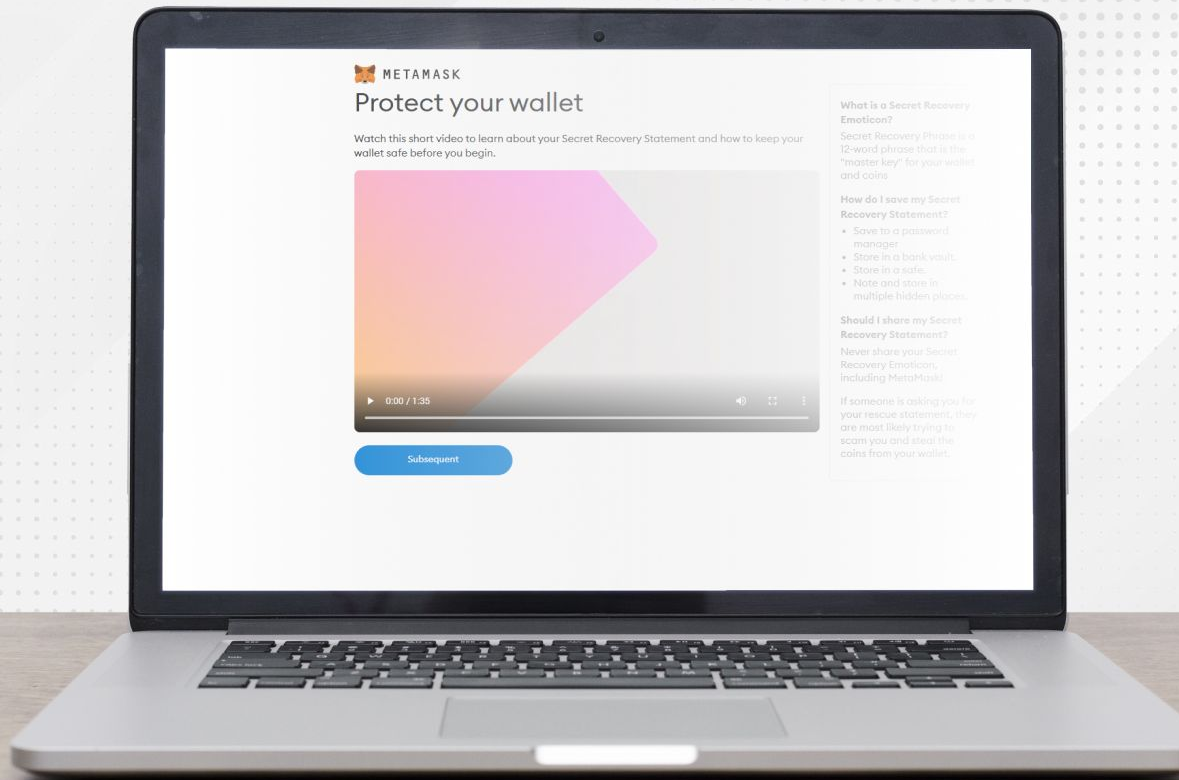 METAMASK
Protect your wallet
Watch this short video to learn about your Secret Recovery Statement and how to keep your
wallet safe before you begin.
0:00 / 1:35
Subsequent
What is a Secret Recovery
Emoticon?
Secret Recovery Phrase is a
12-word phrase that is the
"master key" for your wallet
and coins
How do I save my Secret
Recovery Statement?
• Save to a password
manager
• Store in a bank vault.
• Store in a safe.
• Note and store in
multiple hidden places.
Should I share my Secret
Recovery Statement?
Never share your Secret
Recovery Emoticon,
including MetaMask!
If someone is asking you for
your rescue statement, they
are most likely trying to
scam you and steal the
coins from your wallet.